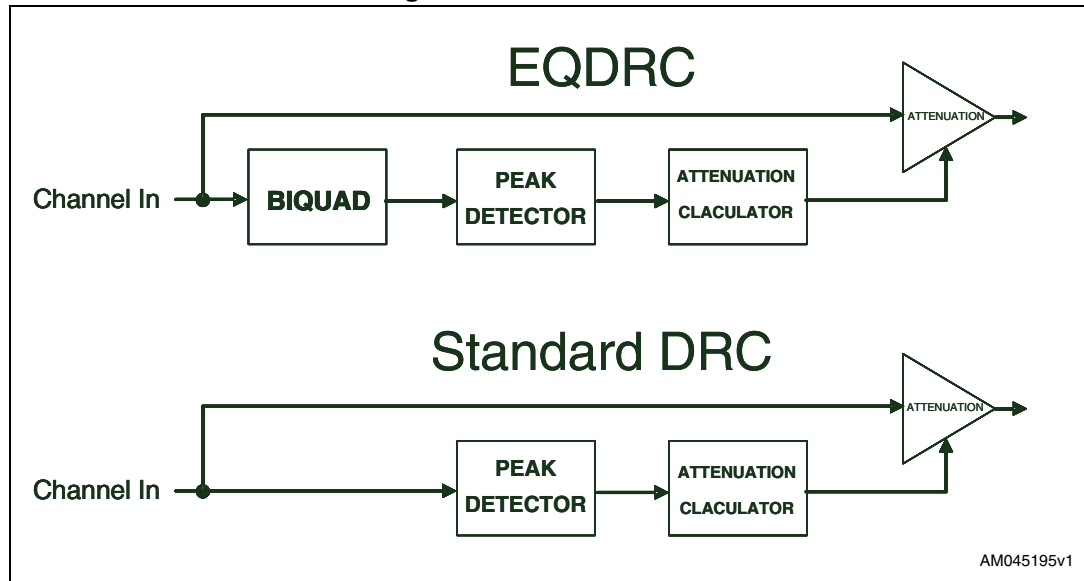 EQDRC
ATTENUATION
Channel In
BIQUAD
PEAK
DETECTOR
ATTENUATION
CLACULATOR
Standard DRC
ATTENUATION
Channel In
PEAK
DETECTOR
ATTENUATION
CLACULATOR
AM045195v1